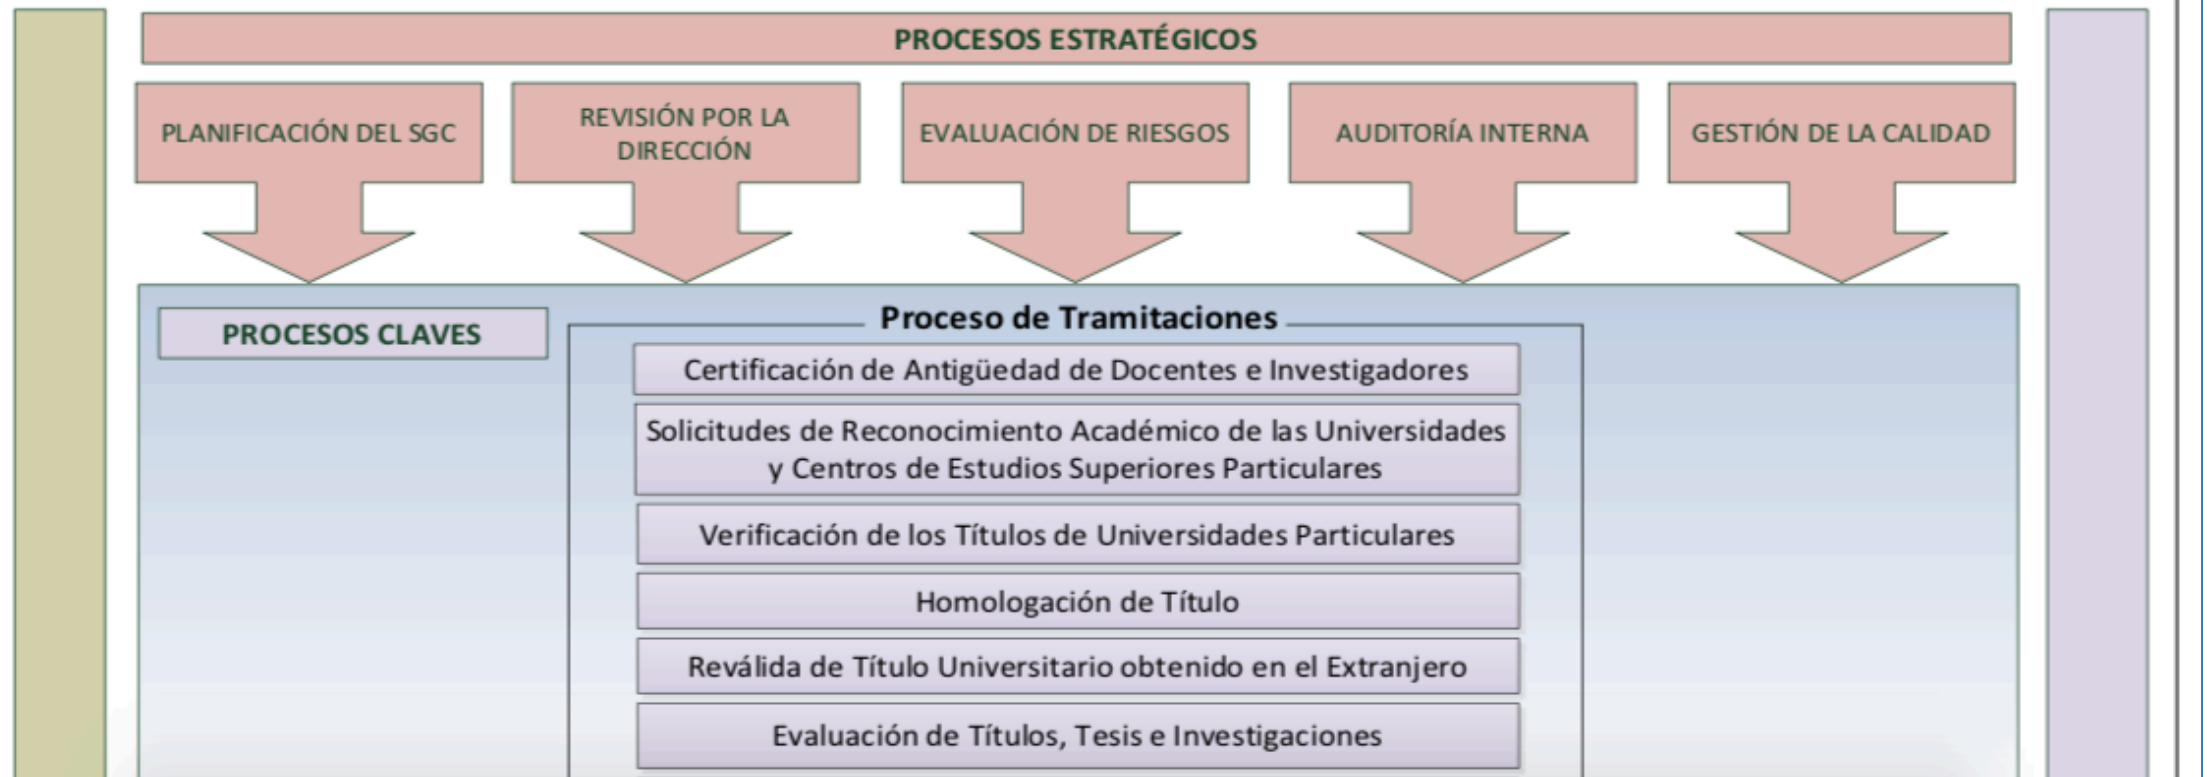 PROCESOS ESTRATÉGICOS
PLANIFICACIÓN DEL SGC
REVISIÓN POR LA
DIRECCIÓN
EVALUACIÓN DE RIESGOS
AUDITORÍA INTERNA
GESTIÓN DE LA CALIDAD
PROCESOS CLAVES
Proceso de Tramitaciones
Certificación de Antigüedad de Docentes e Investigadores
Solicitudes de Reconocimiento Académico de las Universidades
y Centros de Estudios Superiores Particulares
Verificación de los Títulos de Universidades Particulares
Homologación de Título
Reválida de Título Universitario obtenido en el Extranjero
Evaluación de Títulos, Tesis e Investigaciones